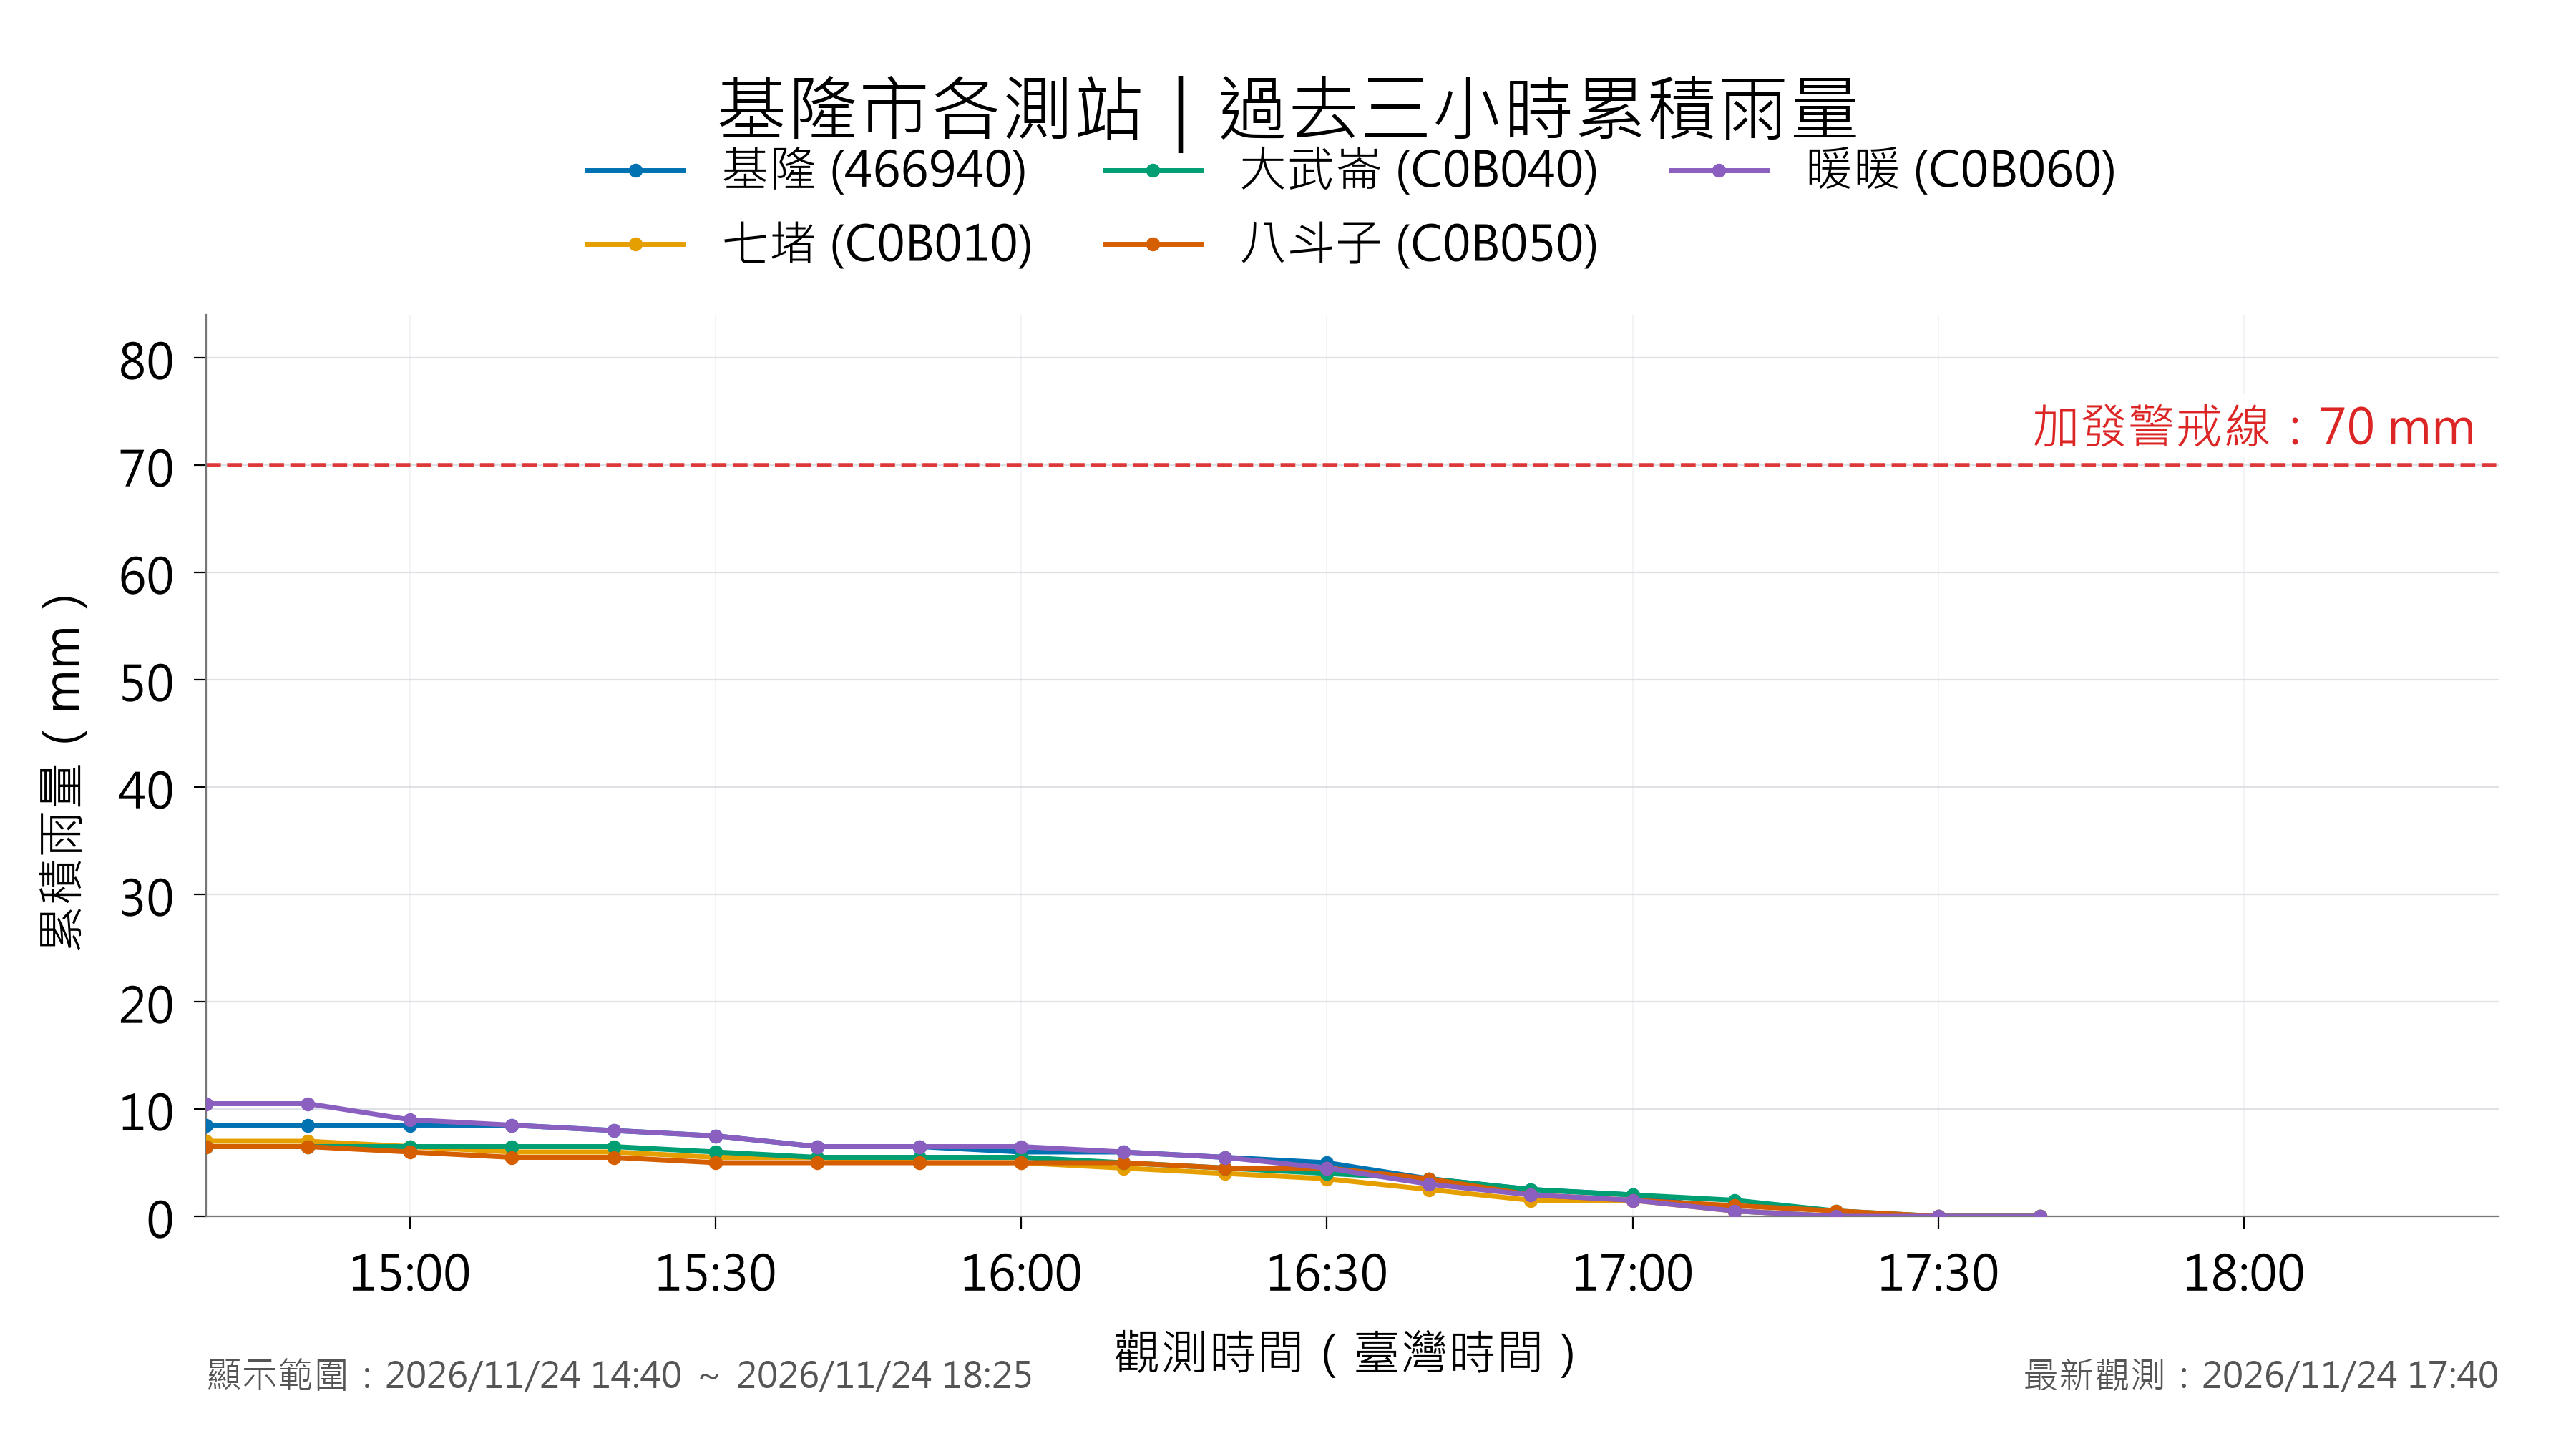 基隆市各測站｜過去三小時累積雨量
基隆 (466940)
大武崙 (C0B040)
暖暖 (C0B060)
七堵 (C0B010)
八斗子 (C0B050)
80
70
60
50
40
30
20
10
0
累積雨量（mm）
加發警戒線：70 mm
15:00
15:30
16:00
16:30
17:00
17:30
18:00
觀測時間（臺灣時間）
顯示範圍：2026/11/24 14:40 ~ 2026/11/24 18:25
最新觀測：2026/11/24 17:40